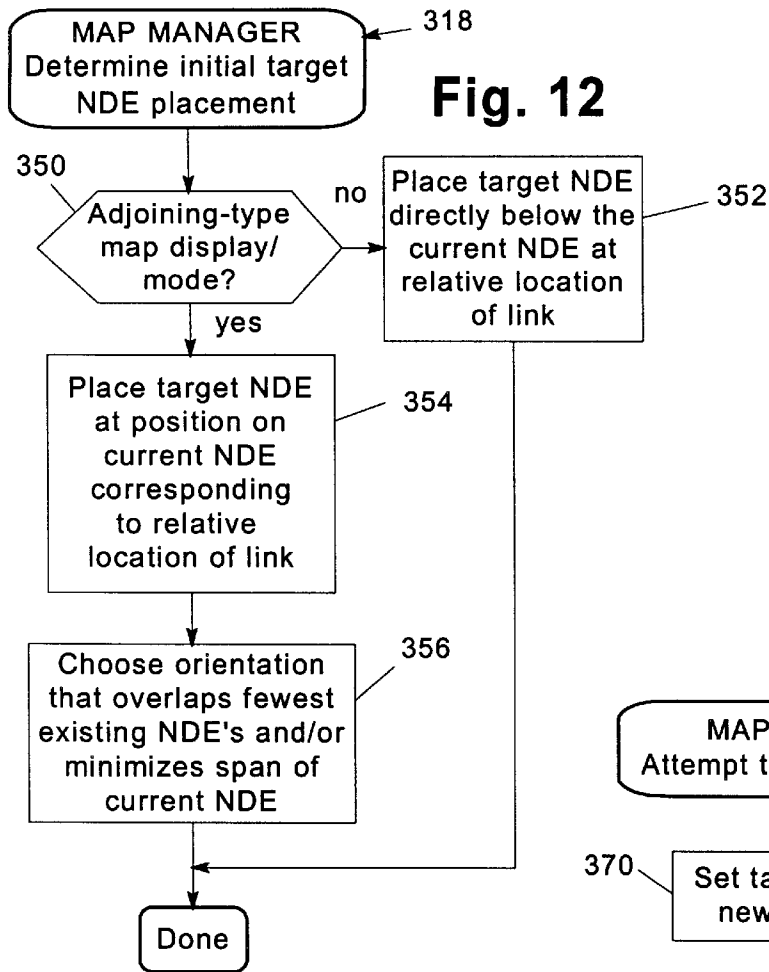 MAP MANAGER
Determine initial target
NDE placement
318
Fig. 12
350
Adjoining-type
map display/
mode?
no
yes
Place target NDE
directly below the
current NDE at
relative location
of link
352
Place target NDE
at position on
current NDE
corresponding
to relative
location of link
354
Choose orientation
that overlaps fewest
existing NDE's and/or
minimizes span of
current NDE
356
Done
MAP
Attempt t
370
Set ta
new